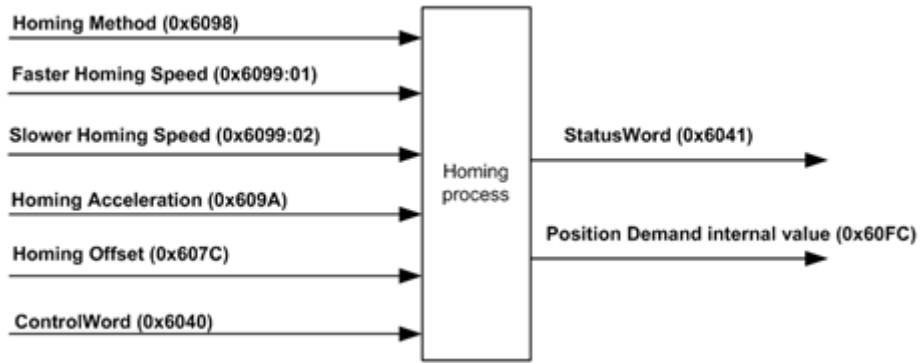 Homing Method (0x6098)
Faster Homing Speed (0x6099:01)
Slower Homing Speed (0x6099:02)
Homing Acceleration (0x609A)
Homing Offset (0x607C)
ControlWord (0x6040)
Homing
process
StatusWord (0x6041)
Position Demand internal value (0x60FC)